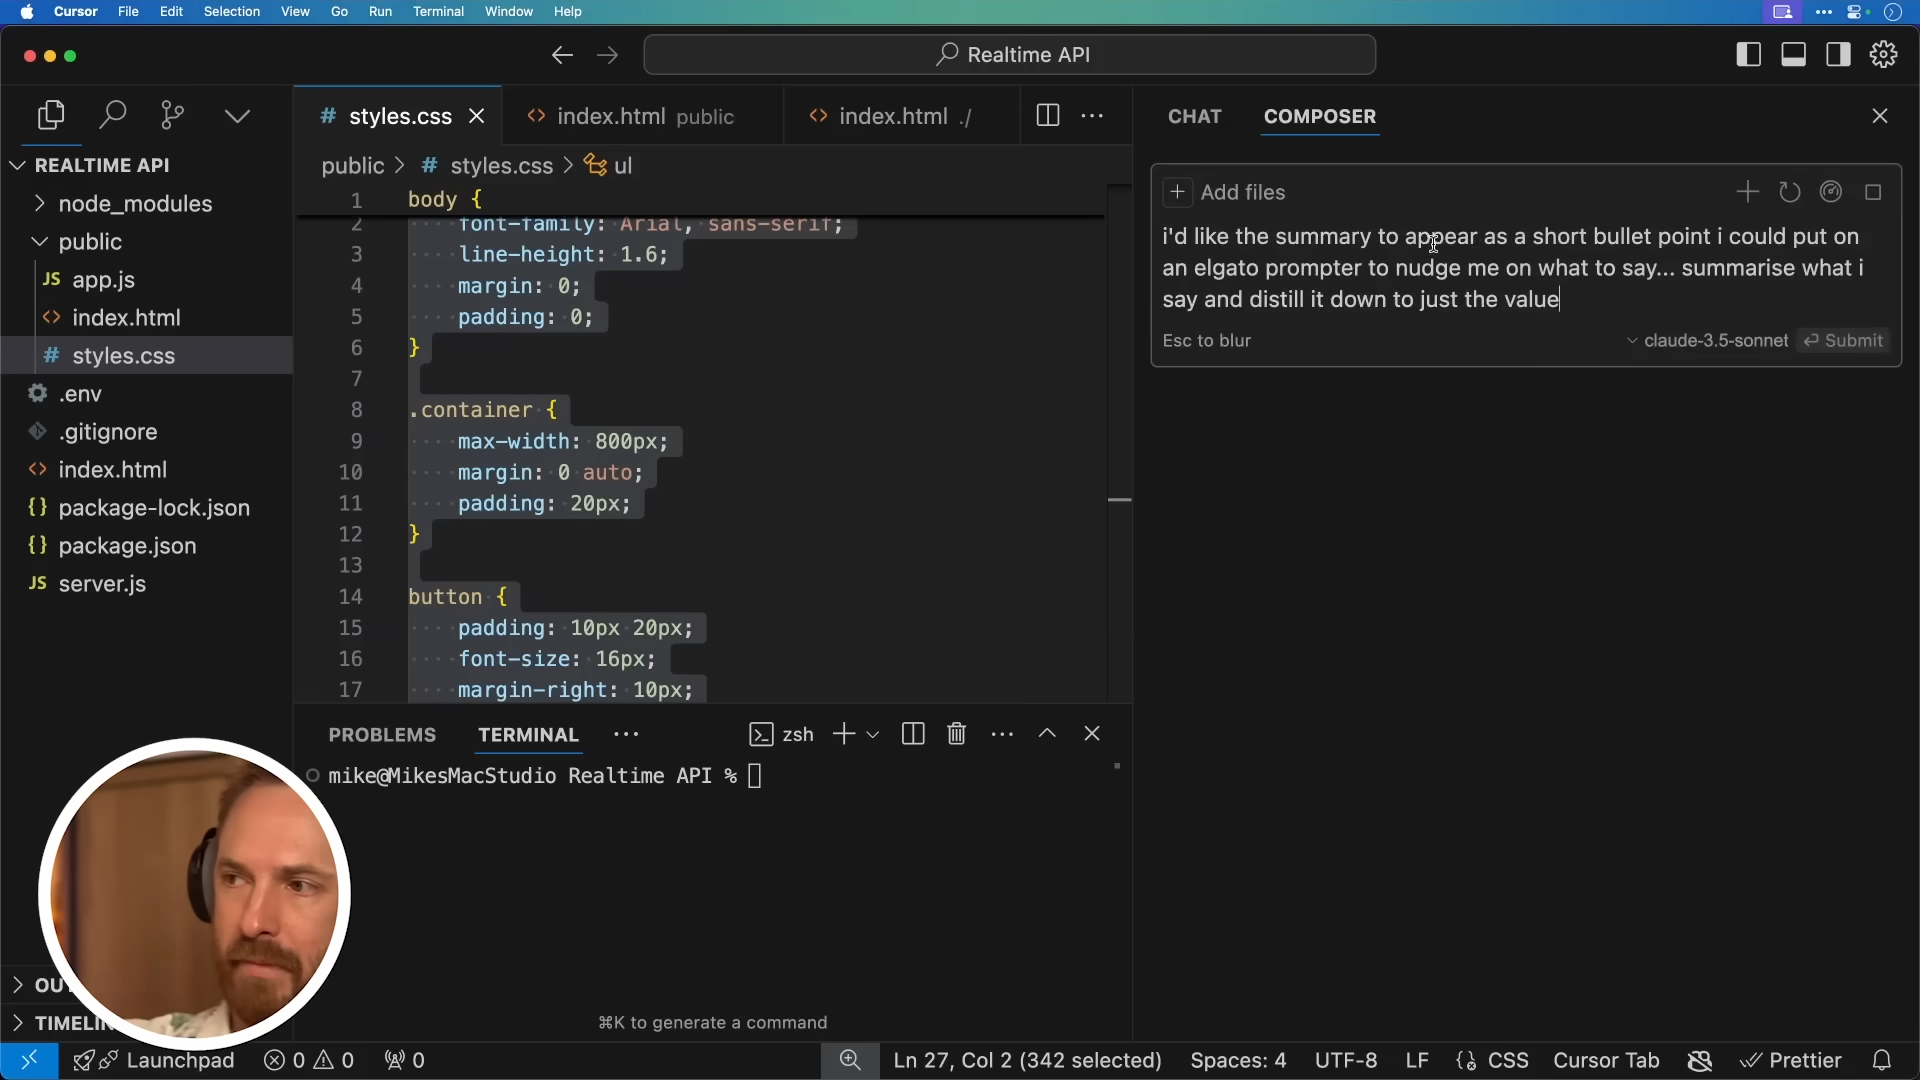 Cursor File Edit Selection View Go Run Terminal Window Help
Realtime API
styles.css
index.html public
index.html ./
CHAT COMPOSER
REALTIME API
node_modules
public
JS app.js
index.html
# styles.css
.env
.gitignore
index.html
{} package-lock.json
{} package.json
JS server.js
public > # styles.css > ul
1 body {
2 font-family: Arial, sans-serif;
3 line-height: 1.6;
4 margin: 0;
5 padding: 0;
6 }
7
8 .container {
9 max-width: 800px;
10 margin: 0 auto;
11 padding: 20px;
12 }
13
14 button {
15 padding: 10px 20px;
16 font-size: 16px;
17 margin-right: 10px;
Add files
i'd like the summary to appear as a short bullet point i could put on
an elgato prompter to nudge me on what to say... summarise what i
say and distill it down to just the value
Esc to blur
claude-3.5-sonnet
Submit
PROBLEMS TERMINAL
zsh
mike@MikesMacStudio Realtime API %
⌘K to generate a command
OU
TIMELIN
Launchpad 0 0 0
Ln 27, Col 2 (342 selected) Spaces: 4 UTF-8 LF {} CSS Cursor Tab Prettier